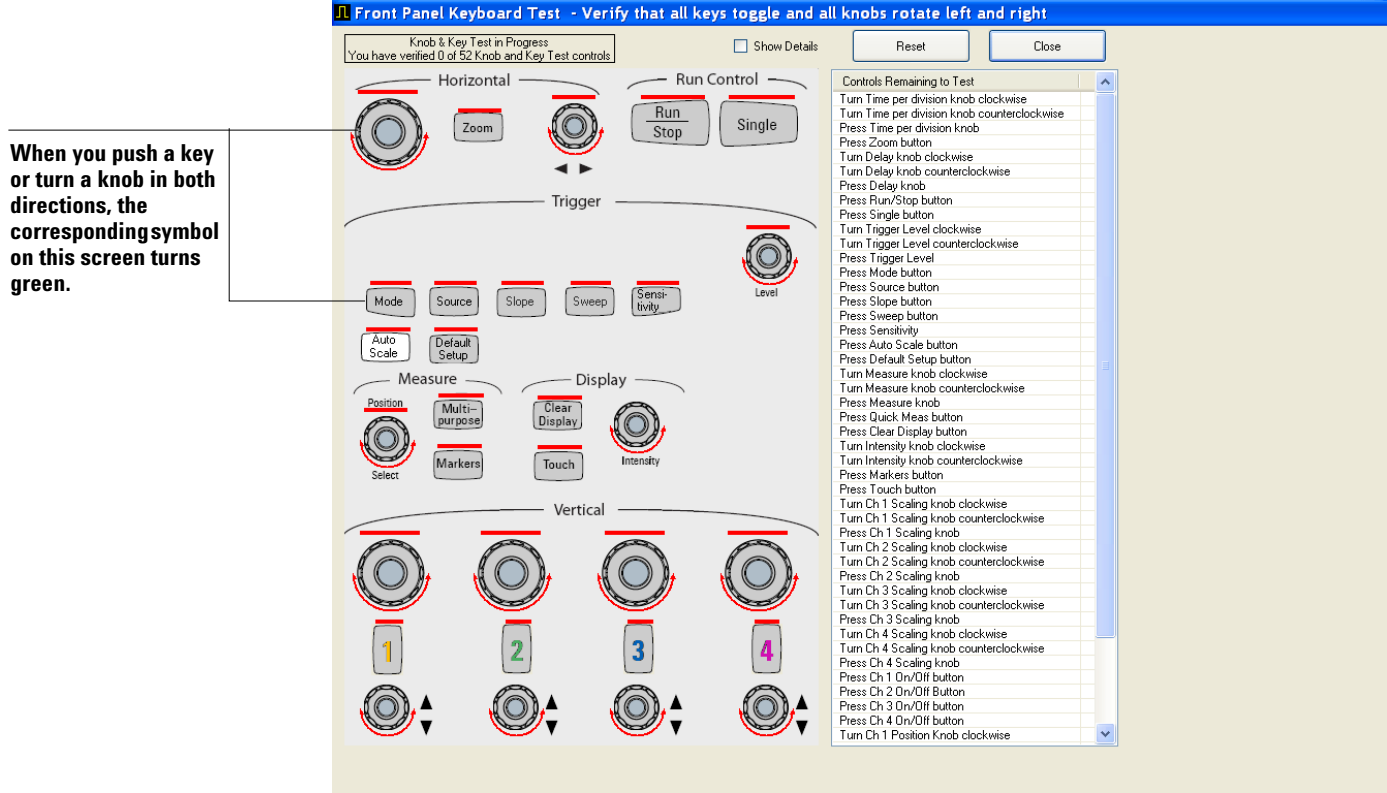 Front Panel Keyboard Test - Verify that all keys toggle and all knobs rotate left and right
Knob & Key Test in Progress
You have verified 0 of 52 Knob and Key Test controls
Show Details
Reset
Close
When you push a key
or turn a knob in both
directions, the
corresponding symbol
on this screen turns
green.
Horizontal
Run Control
Zoom
Run
Stop
Single
Trigger
Level
Mode
Source
Slope
Sweep
Sensi-
tivity
Auto
Scale
Default
Setup
Measure
Display
Position
Multi–
purpose
Clear
Display
Markers
Touch
Select
Intensity
Vertical
1
2
3
4
Controls Remaining to Test
Turn Time per division knob clockwise
Turn Time per division knob counterclockwise
Press Time per division knob
Press Zoom button
Turn Delay knob clockwise
Turn Delay knob counterclockwise
Press Delay knob
Press Run/Stop button
Press Single button
Turn Trigger Level clockwise
Turn Trigger Level counterclockwise
Press Trigger Level
Press Mode button
Press Source button
Press Slope button
Press Sweep button
Press Sensitivity
Press Auto Scale button
Press Default Setup button
Turn Measure knob clockwise
Turn Measure knob counterclockwise
Press Measure knob
Press Quick Meas button
Press Clear Display button
Turn Intensity knob clockwise
Turn Intensity knob counterclockwise
Press Markers button
Press Touch button
Turn Ch 1 Scaling knob clockwise
Turn Ch 1 Scaling knob counterclockwise
Press Ch 1 Scaling knob
Turn Ch 2 Scaling knob clockwise
Turn Ch 2 Scaling knob counterclockwise
Press Ch 2 Scaling knob
Turn Ch 3 Scaling knob clockwise
Turn Ch 3 Scaling knob counterclockwise
Press Ch 3 Scaling knob
Turn Ch 4 Scaling knob clockwise
Turn Ch 4 Scaling knob counterclockwise
Press Ch 4 Scaling knob
Press Ch 1 On/Off button
Press Ch 2 On/Off Button
Press Ch 3 On/Off button
Press Ch 4 On/Off button
Turn Ch 1 Position Knob clockwise